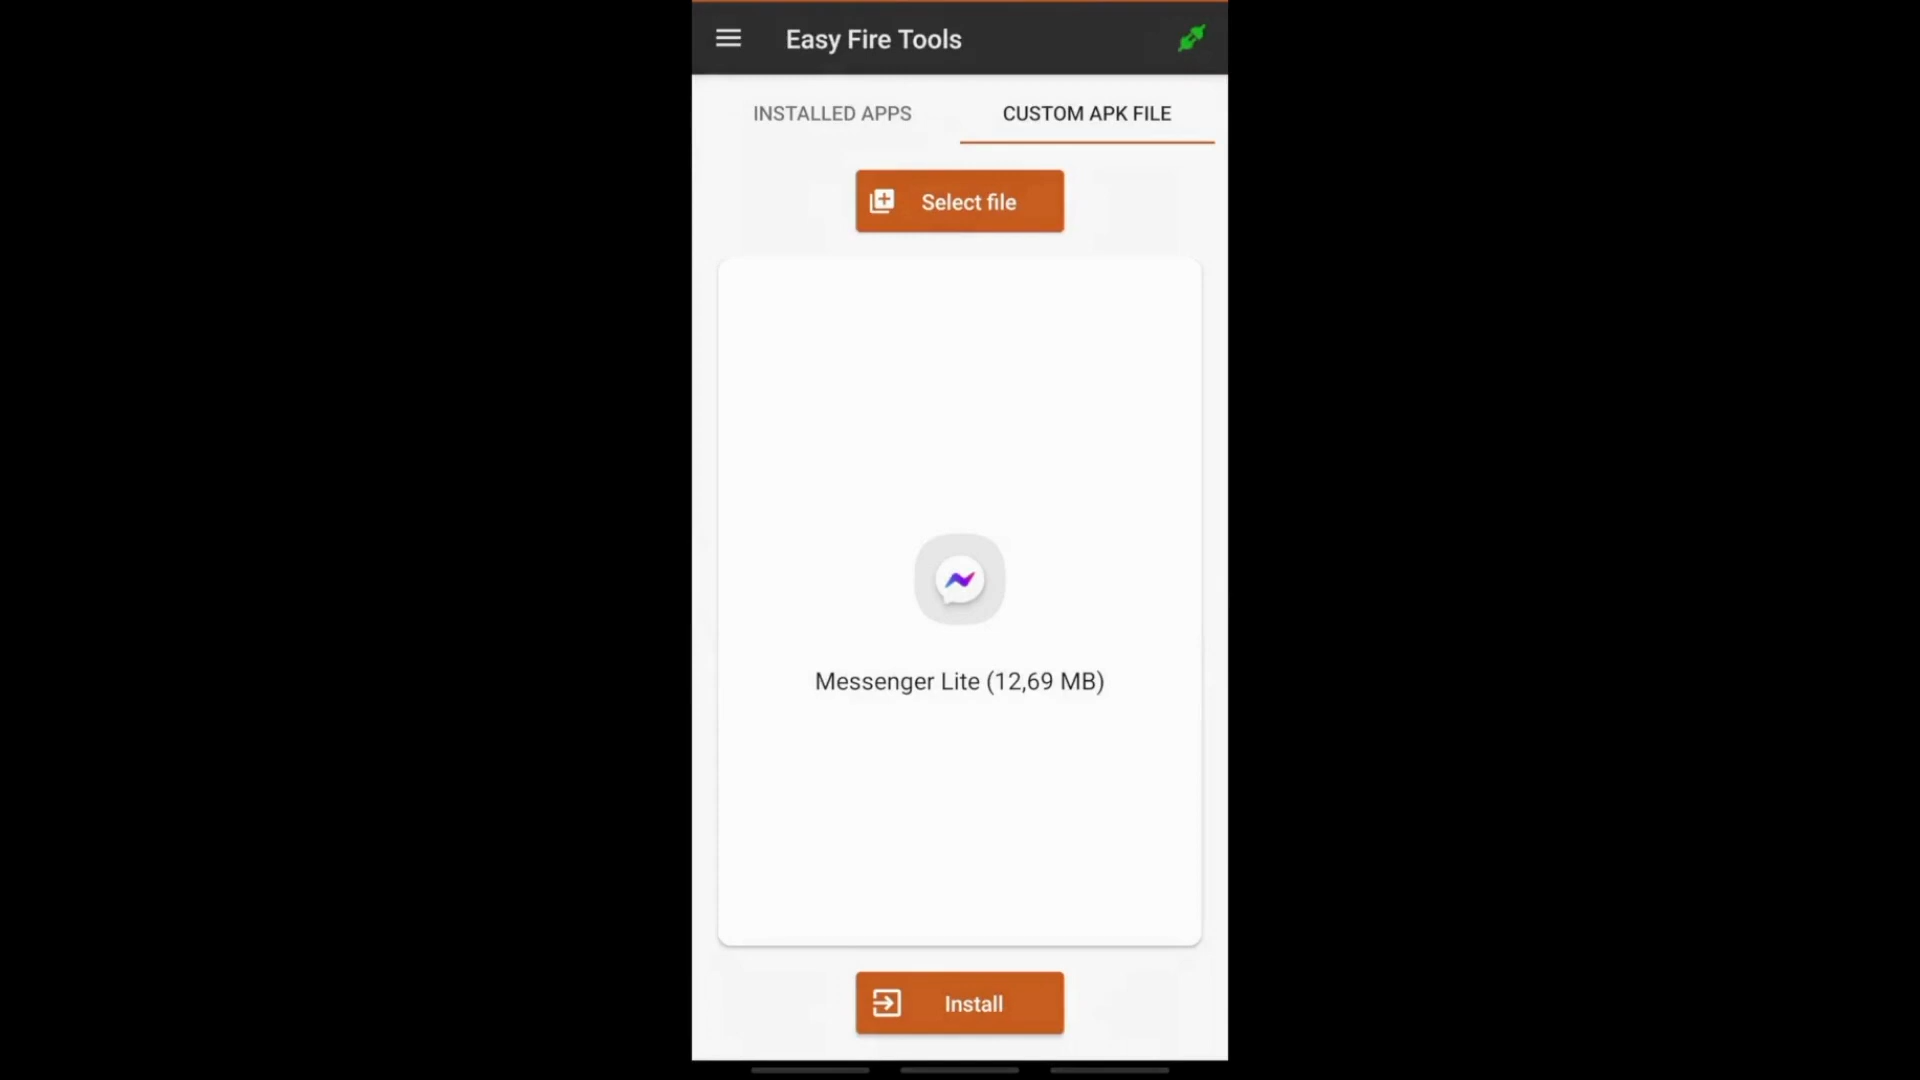 Easy Fire Tools
INSTALLED APPS
CUSTOM APK FILE
Select file
Messenger Lite (12,69 MB)
Install